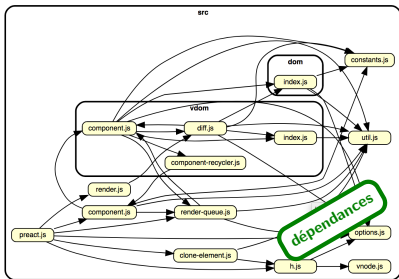 src
constants.js
dom
index.js
vdom
component.js
diff.js
index.js
util.js
component-recycler.js
render.js
component.js
render-queue.js
dépendances
options.js
preact.js
clone-element.js
h.js
vnode.js